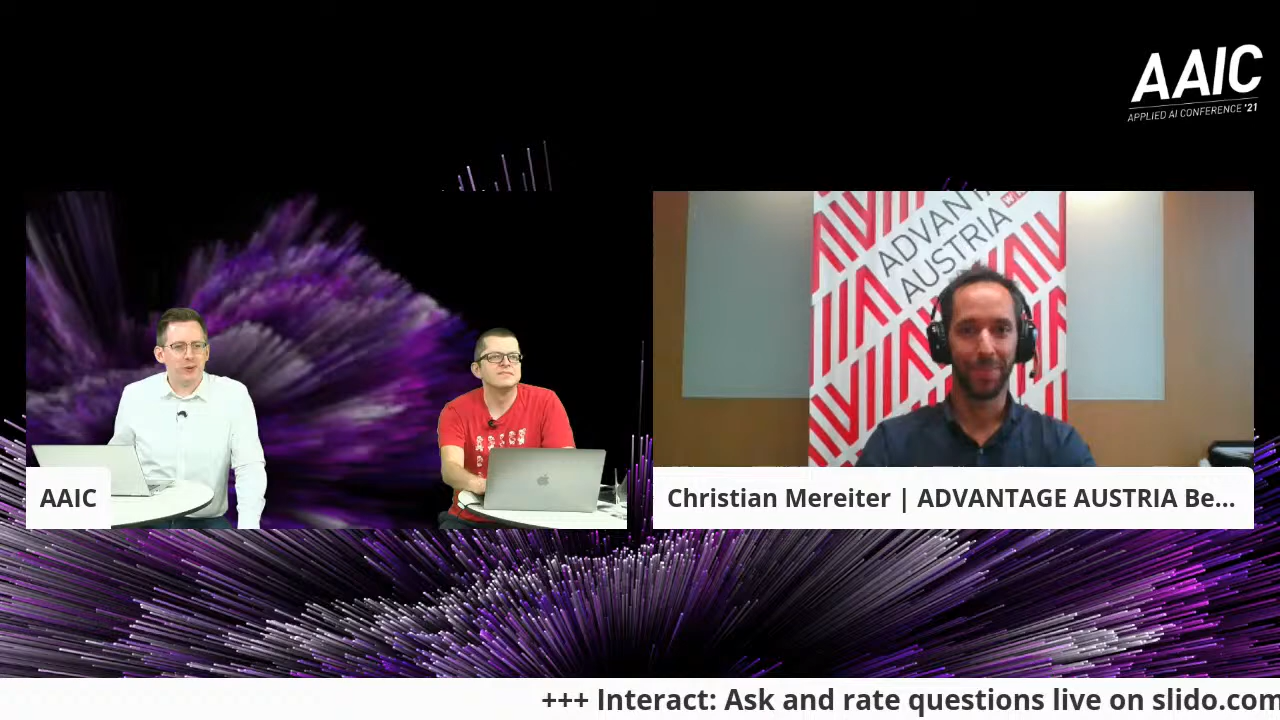 AAIC
APPLIED AI CONFERENCE '21
ADVANTA
AUSTRIA
AAIC
Christian Mereiter | ADVANTAGE AUSTRIA Be...
+++ Interact: Ask and rate questions live on slido.com